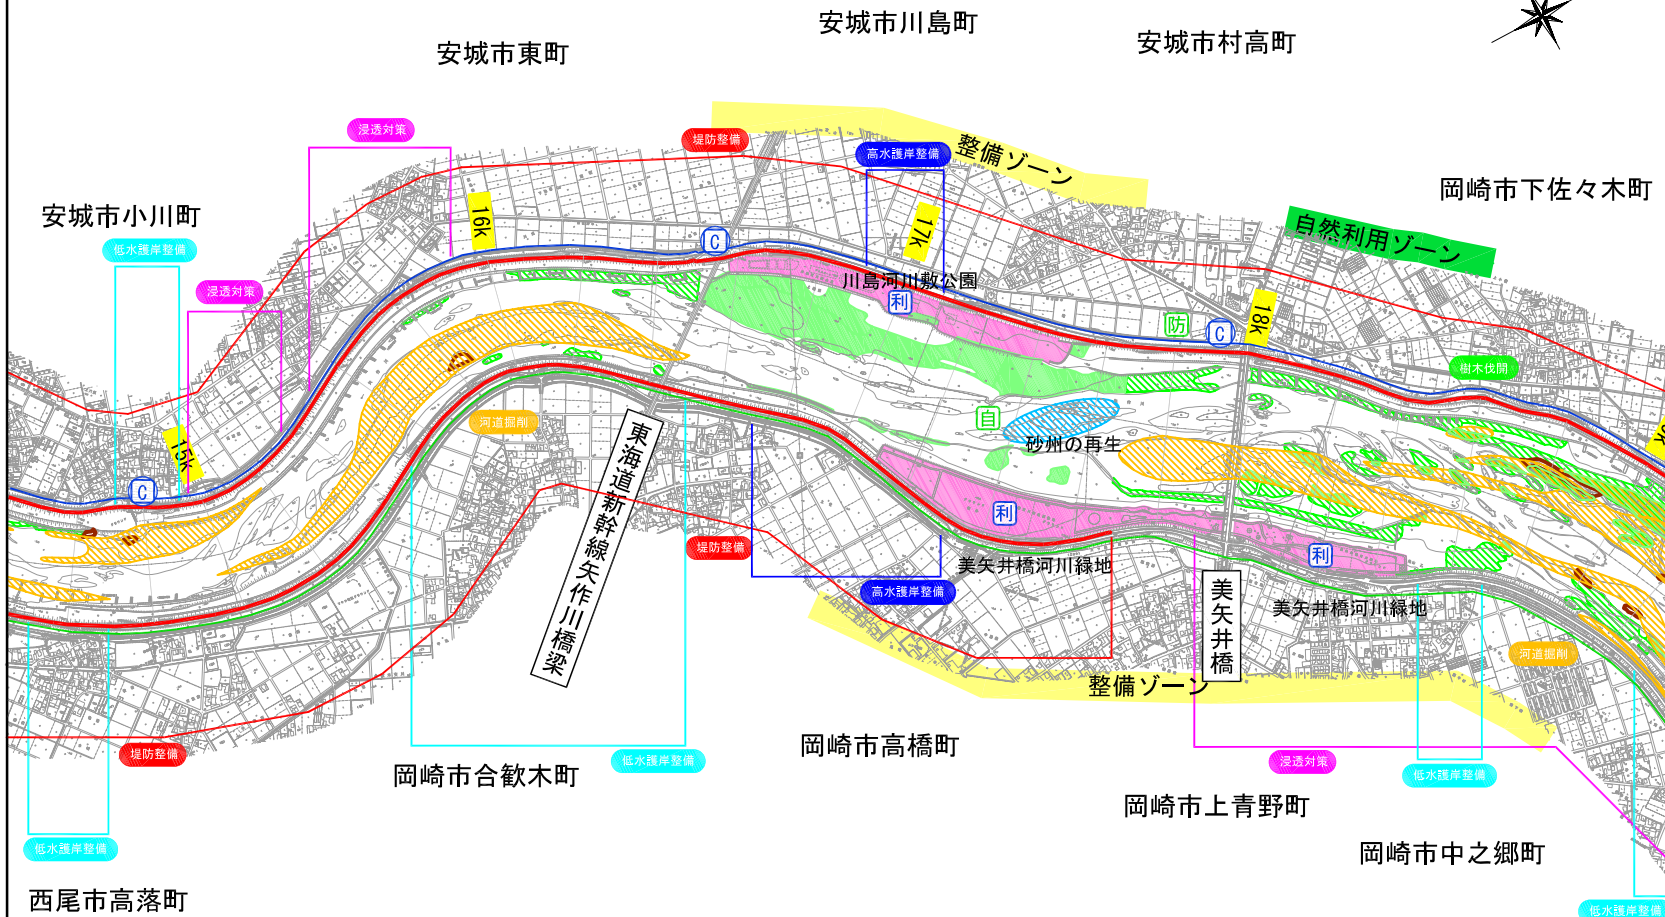 安城市川島町
安城市東町
安城市村高町
浸透対策
堤防整備
高水護岸整備
整備ゾーン
岡崎市下佐々木町
安城市小川町
16k
17k
自然利用ゾーン
低水護岸整備
C
川島河川敷公園
浸透対策
利
防
C
18k
樹木伐開
河道掘削
自
砂州の再生
15k
C
東海道新幹線矢作川橋梁
利
堤防整備
美矢井橋河川緑地
利
高水護岸整備
美矢井橋
美矢井橋河川緑地
河道掘削
整備ゾーン
堤防整備
岡崎市高橋町
低水護岸整備
浸透対策
岡崎市合歓木町
低水護岸整備
岡崎市上青野町
低水護岸整備
岡崎市中之郷町
西尾市高落町
低水護岸整備